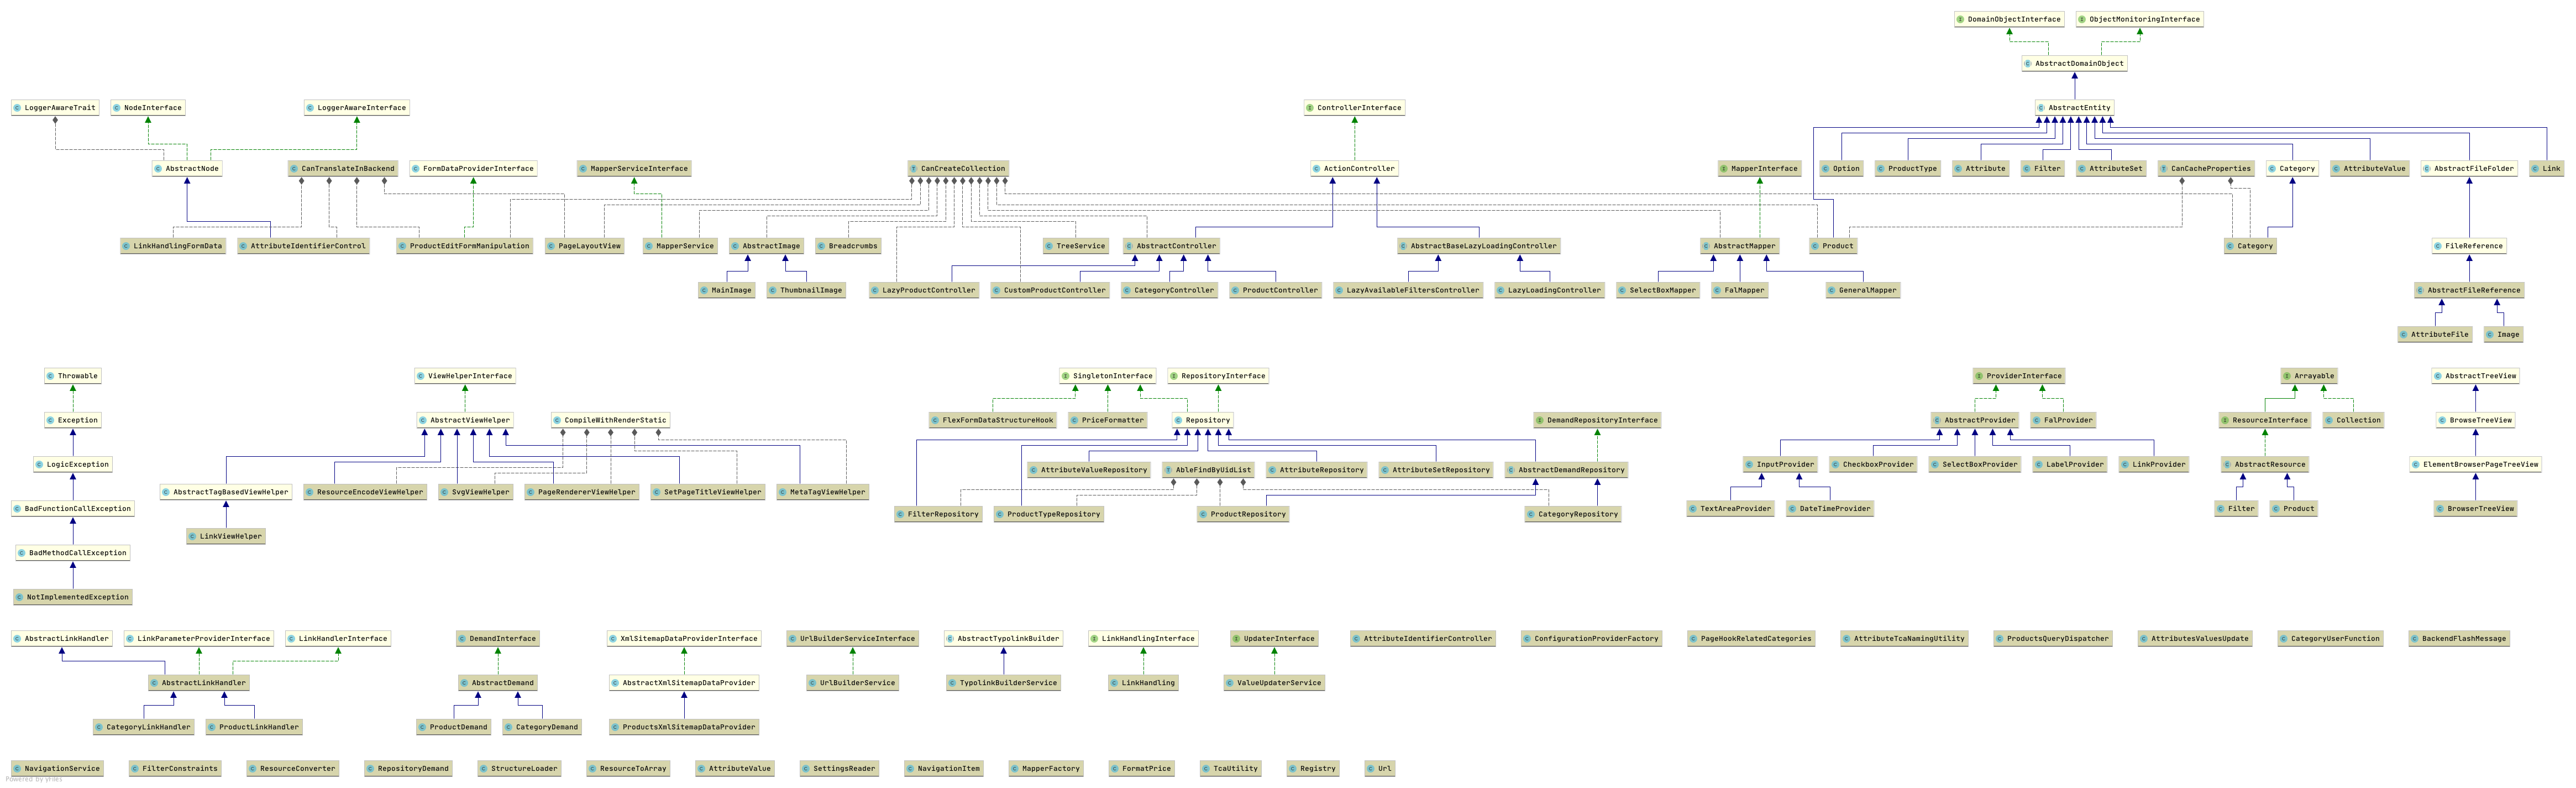 DomainObjectInterface
ObjectMonitoringInterface
AbstractDomainObject
LoggerAwareTrait
NodeInterface
LoggerAwareInterface
ControllerInterface
AbstractEntity
AbstractNode
CanTranslateInBackend
FormDataProviderInterface
MapperServiceInterface
CanCreateCollection
ActionController
MapperInterface
Option
ProductType
Attribute
Filter
AttributeSet
CanCacheProperties
Category
AttributeValue
AbstractFileFolder
Link
LinkHandlingFormData
AttributeIdentifierControl
ProductEditFormManipulation
PageLayoutView
MapperService
AbstractImage
Breadcrumbs
TreeService
AbstractController
AbstractBaseLazyLoadingController
AbstractMapper
Product
Category
FileReference
MainImage
ThumbnailImage
LazyProductController
CustomProductController
CategoryController
ProductController
LazyAvailableFiltersController
LazyLoadingController
SelectBoxMapper
FalMapper
GeneralMapper
AbstractFileReference
AttributeFile
Image
Throwable
ViewHelperInterface
SingletonInterface
RepositoryInterface
ProviderInterface
Arrayable
AbstractTreeView
Exception
AbstractViewHelper
CompileWithRenderStatic
FlexFormDataStructureHook
PriceFormatter
Repository
DemandRepositoryInterface
AbstractProvider
FalProvider
ResourceInterface
Collection
BrowseTreeView
LogicException
AttributeValueRepository
AbleFindByUidList
AttributeRepository
AttributeSetRepository
AbstractDemandRepository
InputProvider
CheckboxProvider
SelectBoxProvider
LabelProvider
LinkProvider
AbstractResource
ElementBrowserPageTreeView
AbstractTagBasedViewHelper
ResourceEncodeViewHelper
SvgViewHelper
PageRendererViewHelper
SetPageTitleViewHelper
MetaTagViewHelper
BadFunctionCallException
FilterRepository
ProductTypeRepository
ProductRepository
CategoryRepository
TextAreaProvider
DateTimeProvider
Filter
Product
BrowserTreeView
LinkViewHelper
BadMethodCallException
NotImplementedException
AbstractLinkHandler
LinkParameterProviderInterface
LinkHandlerInterface
DemandInterface
XmlSitemapDataProviderInterface
UrlBuilderServiceInterface
AbstractTypolinkBuilder
LinkHandlingInterface
UpdaterInterface
AttributeIdentifierController
ConfigurationProviderFactory
PageHookRelatedCategories
AttributeTcaNamingUtility
ProductsQueryDispatcher
AttributesValuesUpdate
CategoryUserFunction
BackendFlashMessage
AbstractLinkHandler
AbstractDemand
AbstractXmlSitemapDataProvider
UrlBuilderService
TypolinkBuilderService
LinkHandling
ValueUpdaterService
CategoryLinkHandler
ProductLinkHandler
ProductDemand
CategoryDemand
ProductsXmlSitemapDataProvider
NavigationService
FilterConstraints
ResourceConverter
RepositoryDemand
StructureLoader
ResourceToArray
AttributeValue
SettingsReader
NavigationItem
MapperFactory
FormatPrice
TcaUtility
Registry
Url
Powered by yFiles